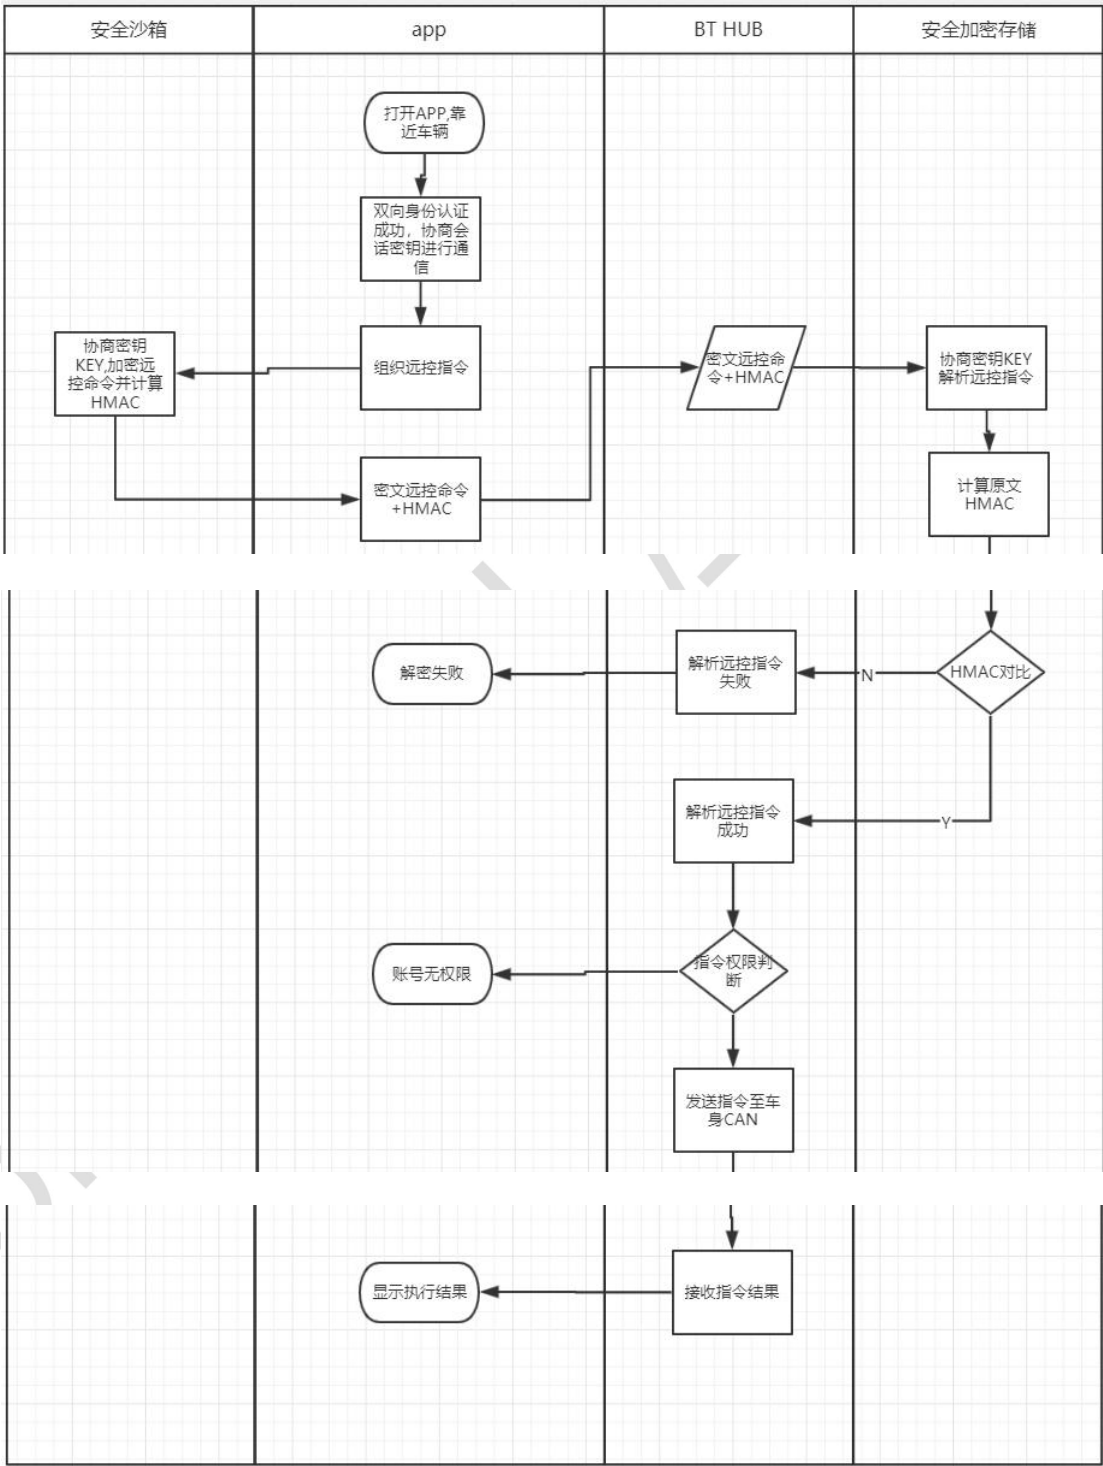 安全沙箱
app
BT HUB
安全加密存储
打开APP,靠
近车辆
双向身份认证
成功，协商会
话密钥进行通
信
组织远控指令
协商密钥
KEY,加密远
控命令并计算
HMAC
密文远控命令
+HMAC
密文远控命
令+HMAC
协商密钥KEY
解析远控指令
计算原文
HMAC
HMAC对比
N
解析远控指令
失败
解密失败
Y
解析远控指令
成功
指令权限判
断
账号无权限
发送指令至车
身CAN
接收指令结果
显示执行结果